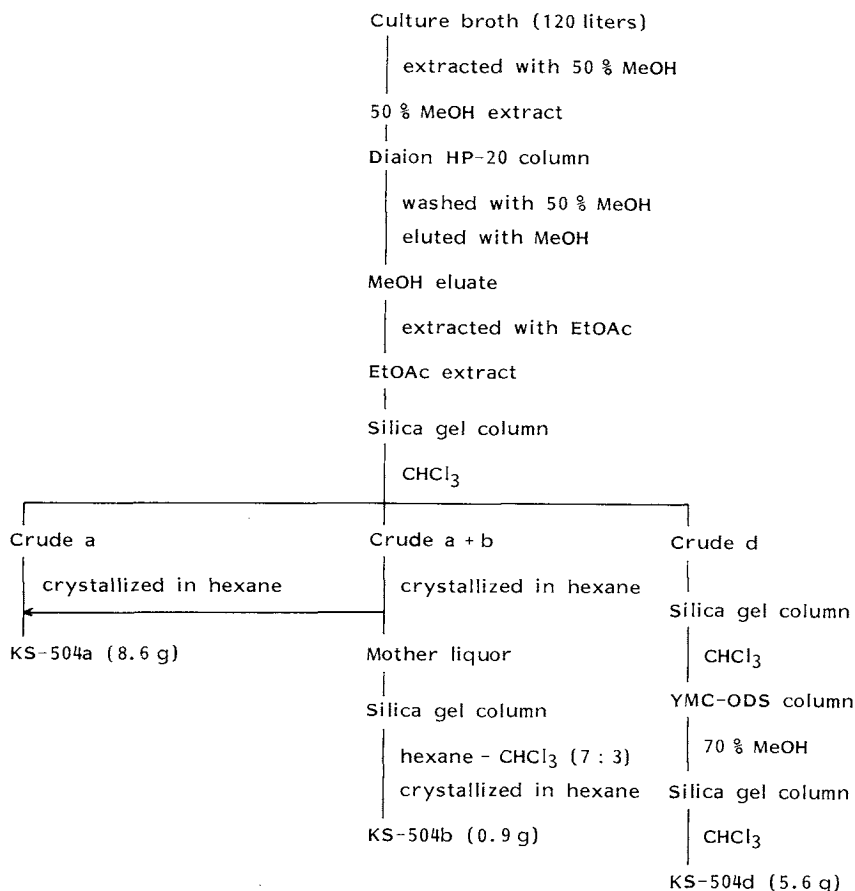 Culture broth (120 liters)
extracted with 50 % MeOH
50 % MeOH extract
Diaion HP-20 column
washed with 50 % MeOH
eluted with MeOH
MeOH eluate
extracted with EtOAc
EtOAc extract
Silica gel column
CHCl3
Crude a
Crude a + b
Crude d
crystallized in hexane
crystallized in hexane
Silica gel column
KS-504a (8.6 g)
Mother liquor
CHCl3
YMC-ODS column
Silica gel column
70 % MeOH
hexane - CHCl3 (7 : 3)
crystallized in hexane
Silica gel column
KS-504b (0.9 g)
CHCl3
KS-504d (5.6 g)